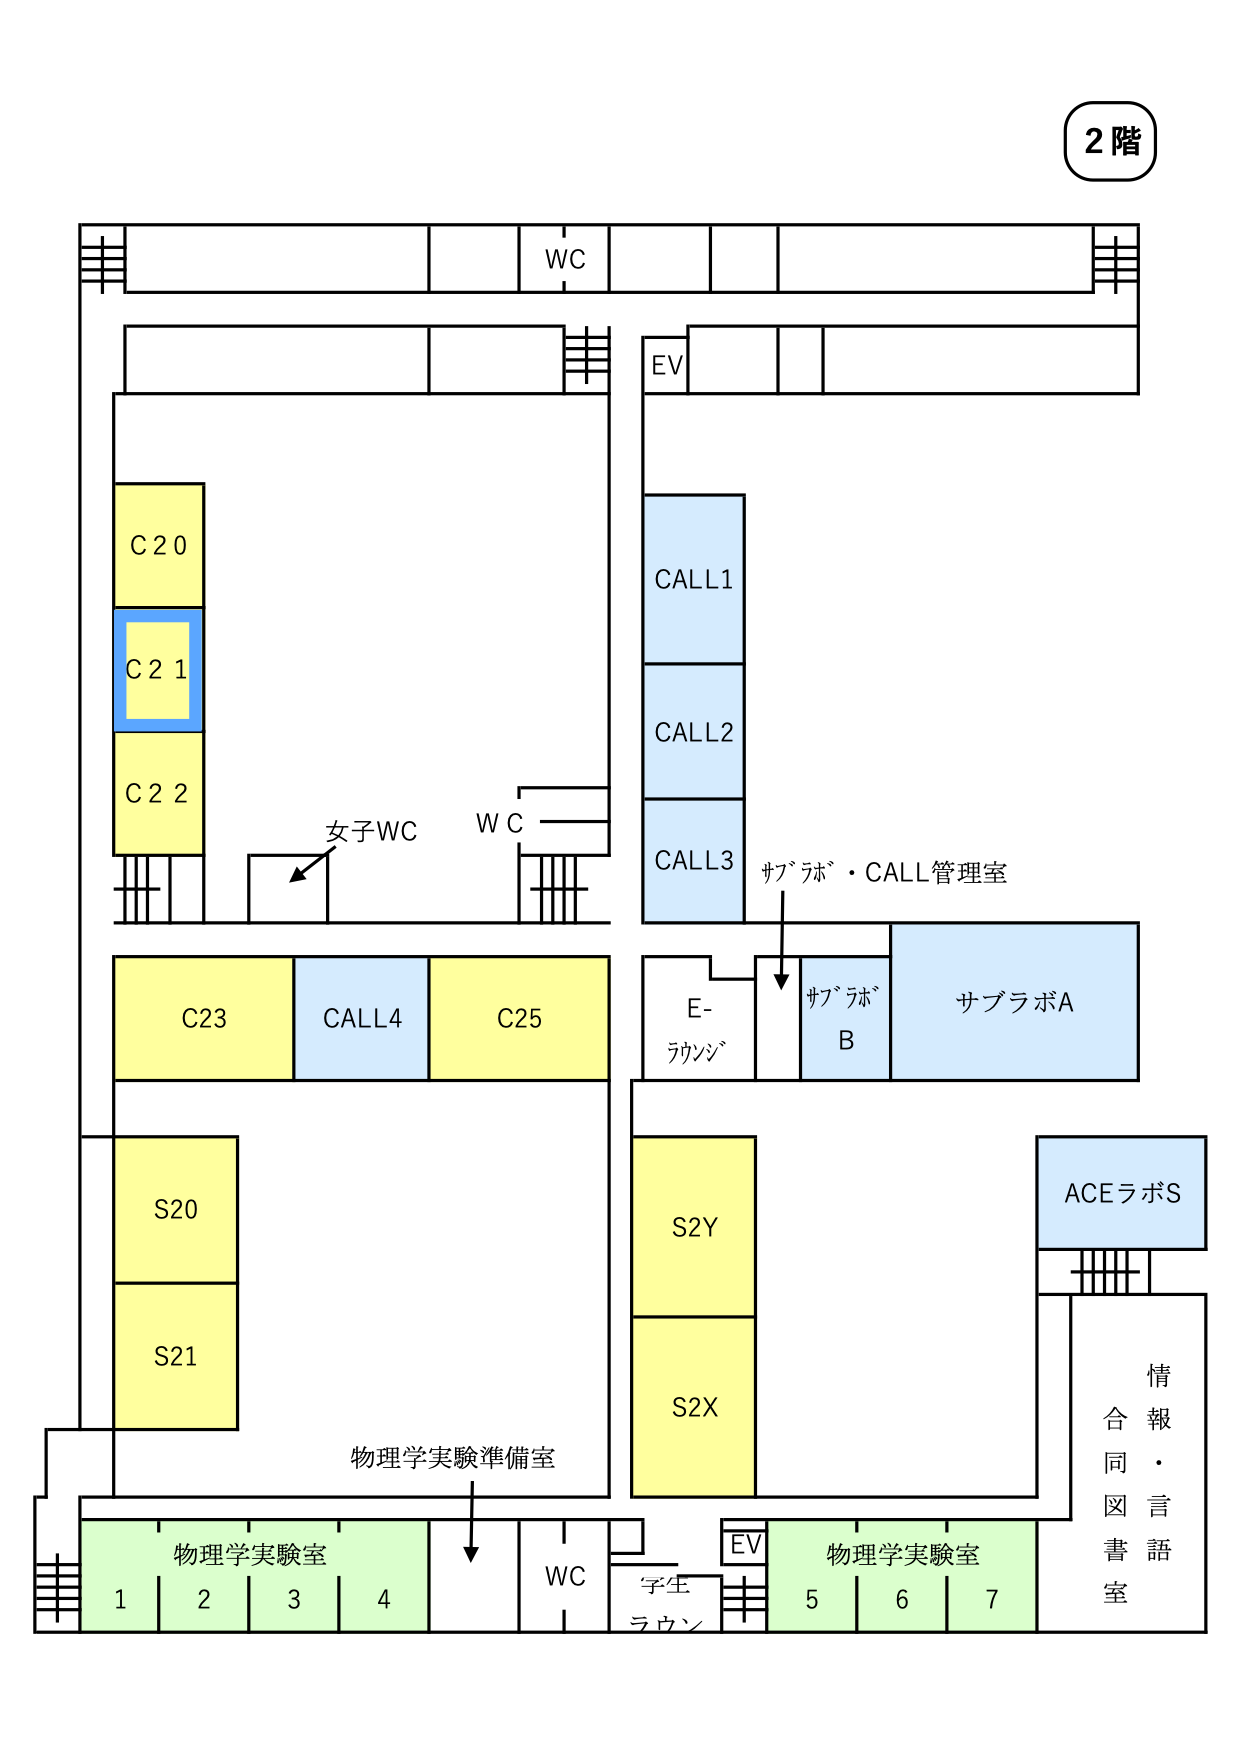 2階
WC
EV
C２０
CALL1
C２１
CALL2
C２２
女子WC
ＷＣ
CALL3
ｻﾌﾞﾗﾎﾞ・CALL管理室
C23
CALL4
C25
E-
ﾗｳﾝｼﾞ
ｻﾌﾞﾗﾎﾞ
B
サブラボA
S20
S2Y
ACEラボS
S21
S2X
情報・言語
合同図書室
物理学実験準備室
物理学実験室
1 2 3 4
WC
学生
ラウン
EV
物理学実験室
5 6 7